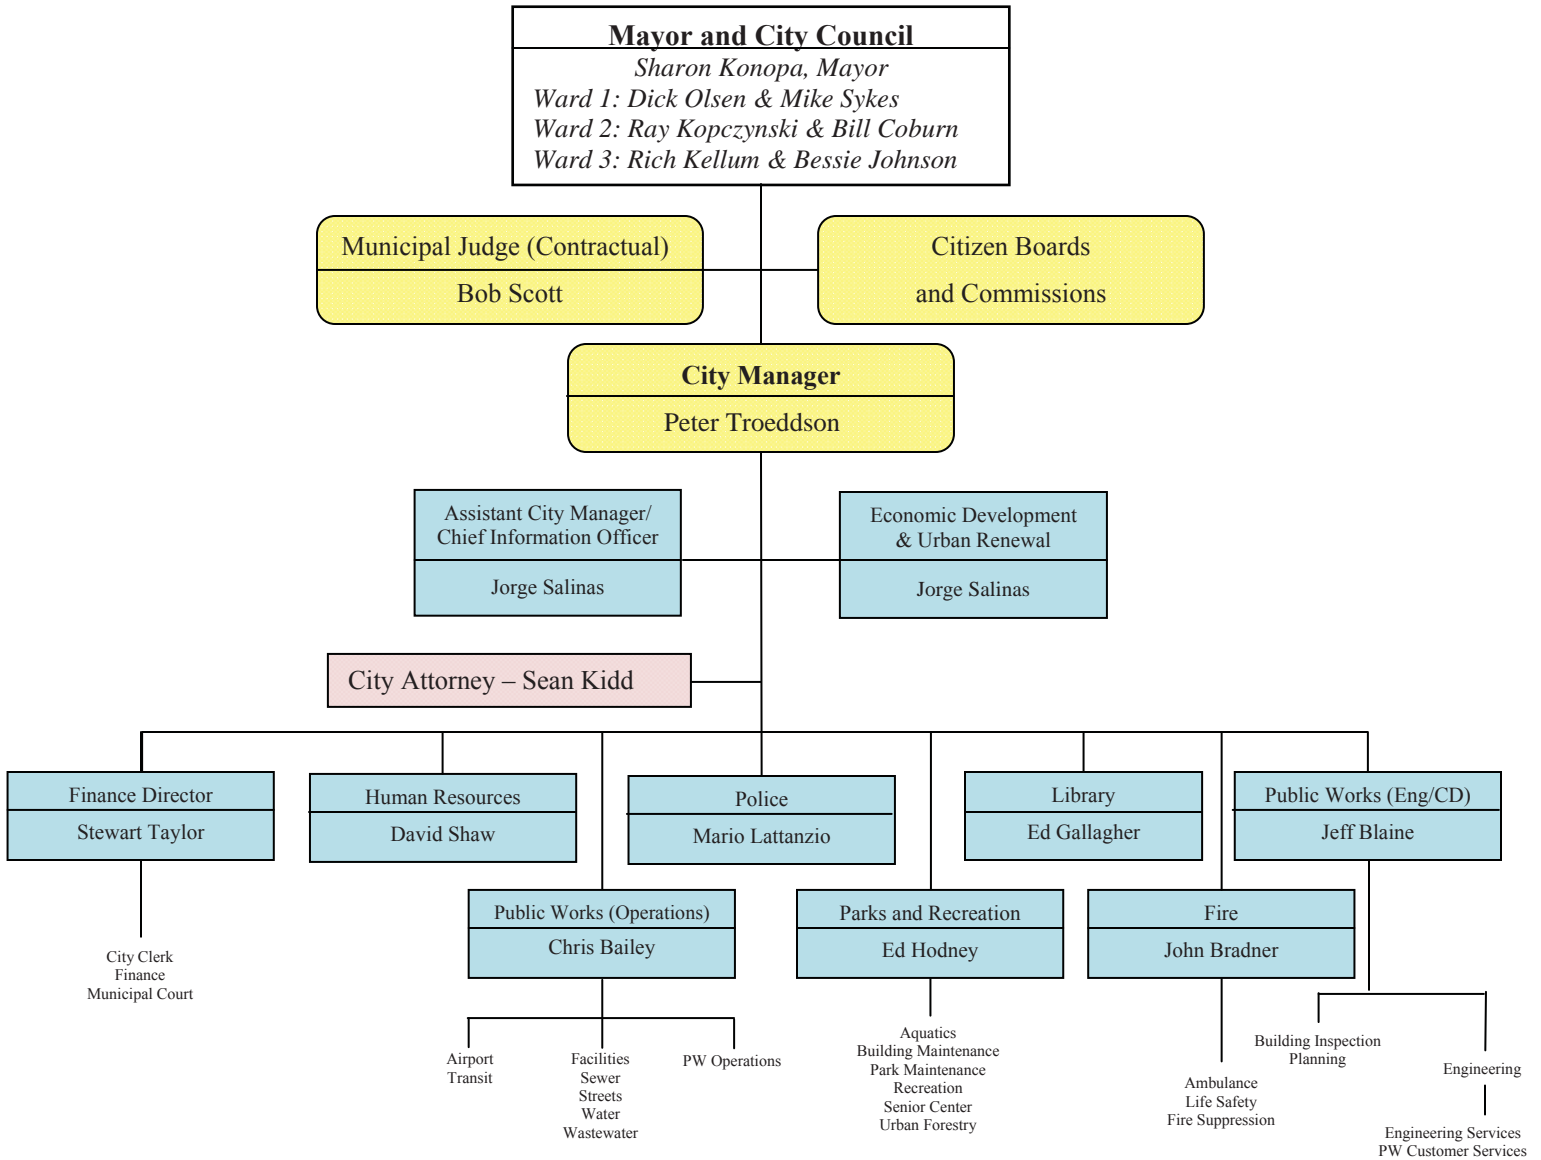 Mayor and City Council
Sharon Konopa, Mayor
Ward 1: Dick Olsen & Mike Sykes
Ward 2: Ray Kopczynski & Bill Coburn
Ward 3: Rich Kellum & Bessie Johnson
Municipal Judge (Contractual)
Bob Scott
Citizen Boards
and Commissions
City Manager
Peter Troeddson
Assistant City Manager/
Chief Information Officer
Jorge Salinas
Economic Development
& Urban Renewal
Jorge Salinas
City Attorney – Sean Kidd
Finance Director
Stewart Taylor
Human Resources
David Shaw
Police
Mario Lattanzio
Library
Ed Gallagher
Public Works (Eng/CD)
Jeff Blaine
Public Works (Operations)
Chris Bailey
Parks and Recreation
Ed Hodney
Fire
John Bradner
City Clerk
Finance
Municipal Court
Airport
Transit
Facilities
Sewer
Streets
Water
Wastewater
PW Operations
Aquatics
Building Maintenance
Park Maintenance
Recreation
Senior Center
Urban Forestry
Ambulance
Life Safety
Fire Suppression
Building Inspection
Planning
Engineering
Engineering Services
PW Customer Services